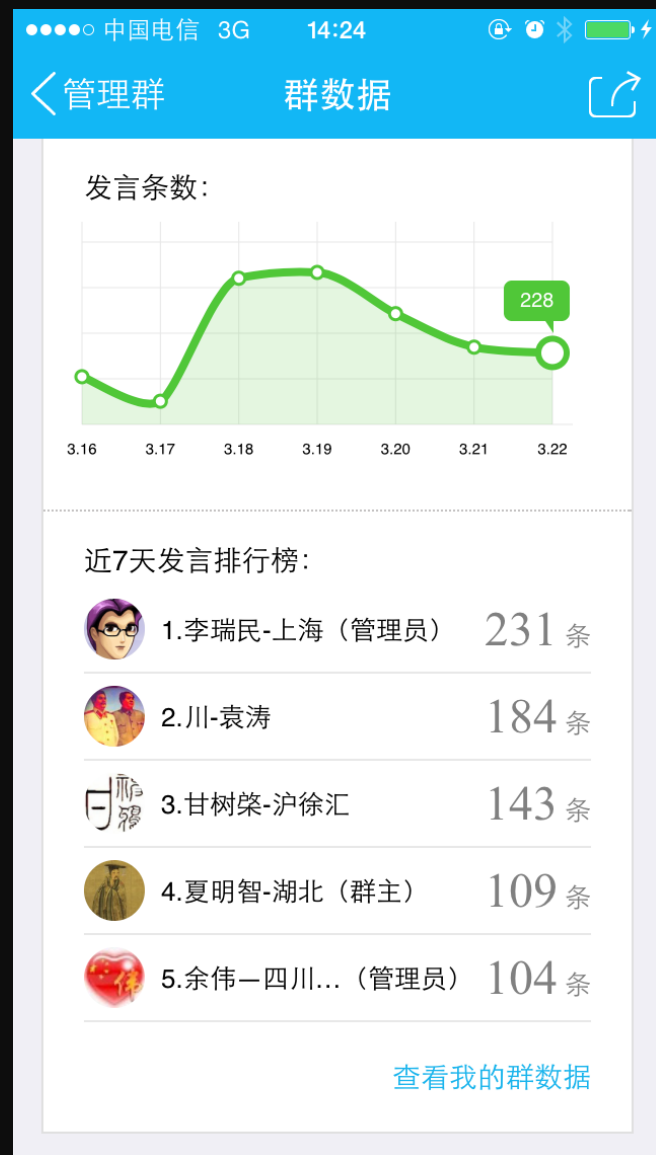 中国电信 3G 14:24
管理群 群数据
发言条数：
228
3.16 3.17 3.18 3.19 3.20 3.21 3.22
近7天发言排行榜：
1.李瑞民-上海（管理员） 231 条
2.川-袁涛 184 条
3.甘树棨-沪徐汇 143 条
4.夏明智-湖北（群主） 109 条
5.余伟—四川...（管理员） 104 条
查看我的群数据